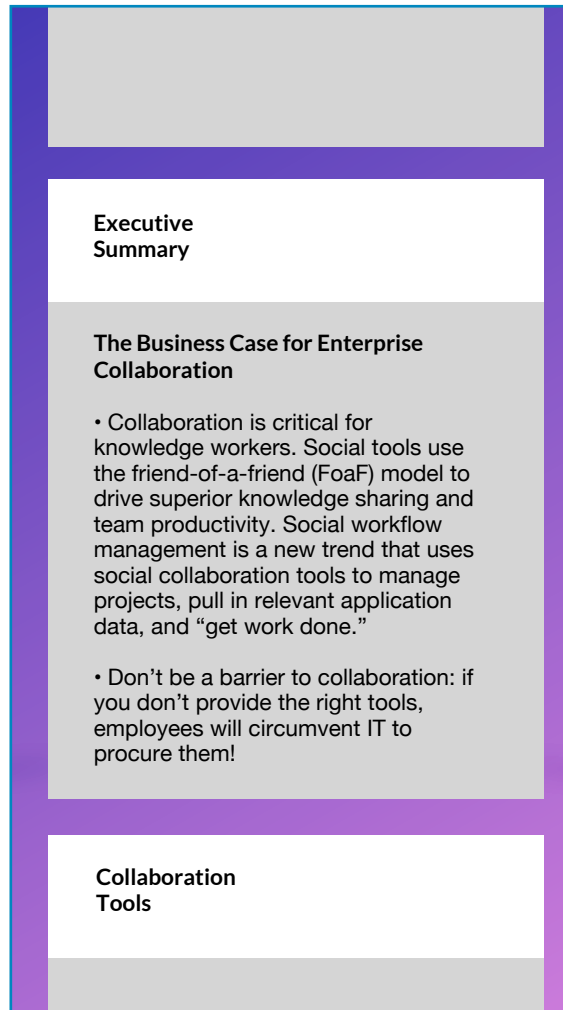 Executive
Summary
The Business Case for Enterprise
Collaboration
• Collaboration is critical for
knowledge workers. Social tools use
the friend-of-a-friend (FoaF) model to
drive superior knowledge sharing and
team productivity. Social workflow
management is a new trend that uses
social collaboration tools to manage
projects, pull in relevant application
data, and “get work done.”
• Don’t be a barrier to collaboration: if
you don’t provide the right tools,
employees will circumvent IT to
procure them!
Collaboration
Tools